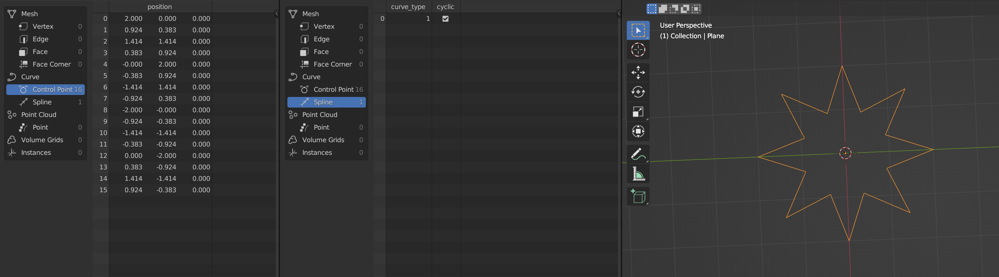 position
Mesh
Vertex 0
Edge 0
Face 0
Face Corner 0
Curve
Control Point 16
Spline 1
Point Cloud
Point 0
Volume Grids 0
Instances 0
0 2.000 0.000 0.000
1 0.924 0.383 0.000
2 1.414 1.414 0.000
3 0.383 0.924 0.000
4 -0.000 2.000 0.000
5 -0.383 0.924 0.000
6 -1.414 1.414 0.000
7 -0.924 0.383 0.000
8 -2.000 -0.000 0.000
9 -0.924 -0.383 0.000
10 -1.414 -1.414 0.000
11 -0.383 -0.924 0.000
12 0.000 -2.000 0.000
13 0.383 -0.924 0.000
14 1.414 -1.414 0.000
15 0.924 -0.383 0.000
Mesh
Vertex 0
Edge 0
Face 0
Face Corner 0
Curve
Control Point 16
Spline 1
Point Cloud
Point 0
Volume Grids 0
Instances 0
curve_type cyclic
0 1
User Perspective
(1) Collection | Plane